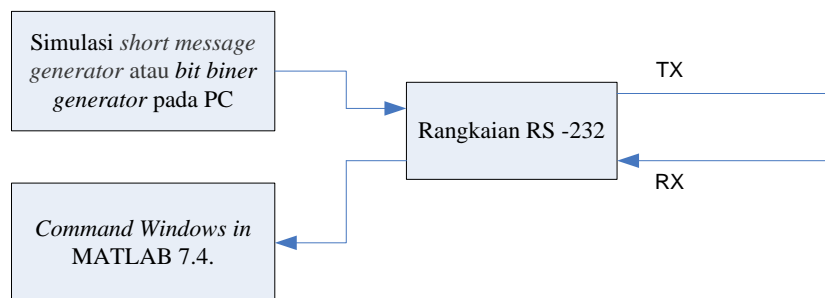 Simulasi short message
generator atau bit biner
generator pada PC
TX
Rangkaian RS -232
RX
Command Windows in
MATLAB 7.4.